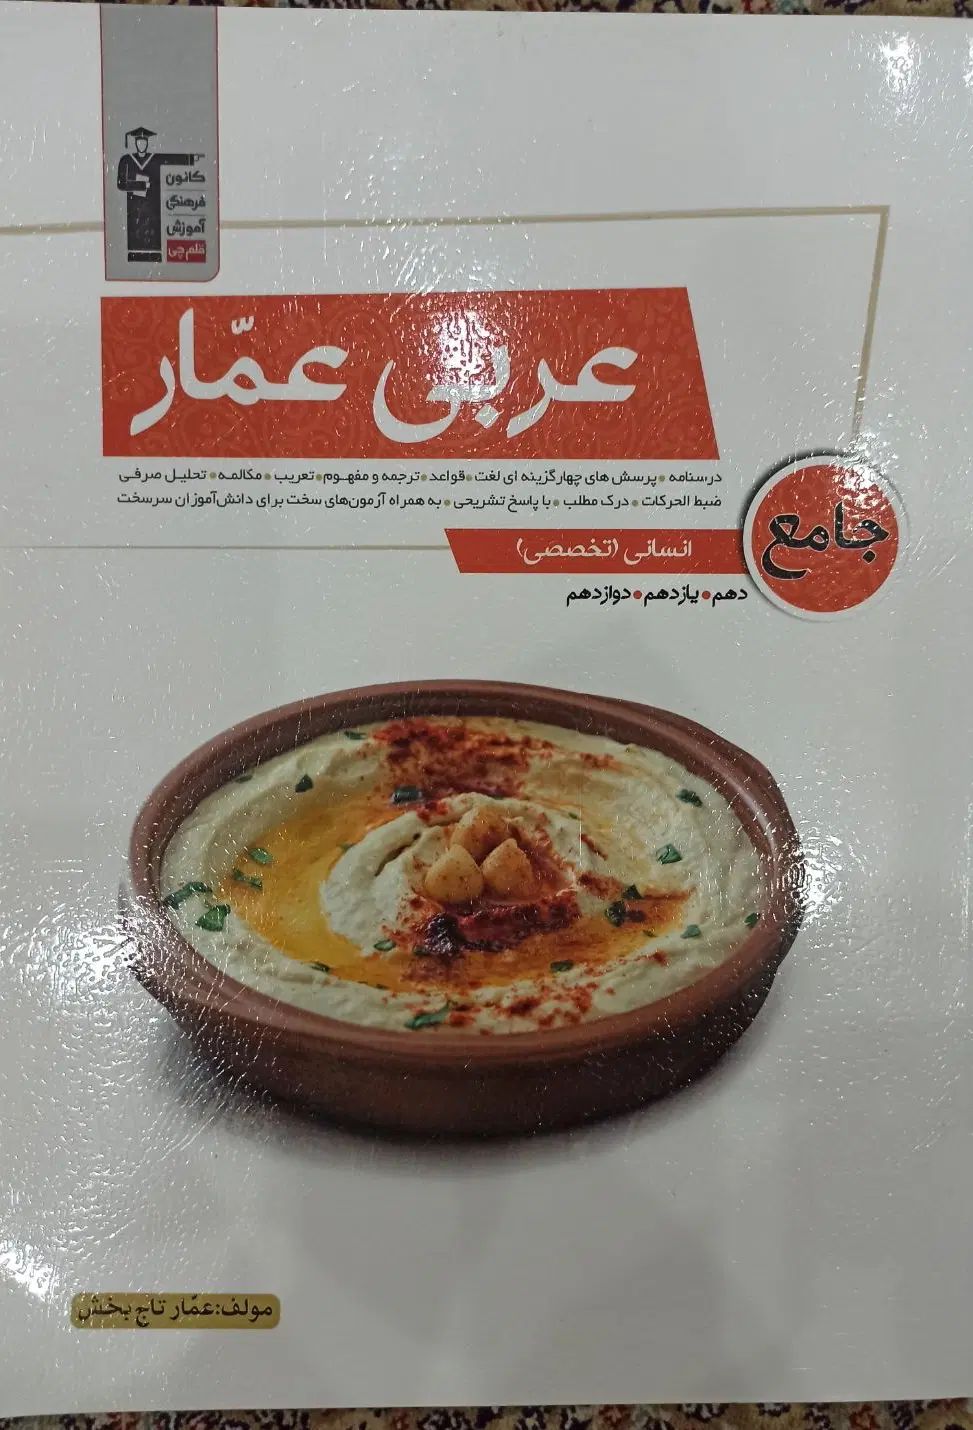 کانون
فرهنگی
آموزش
قلم چی
عربی عمّار
درسنامه • پرسش های چهارگزینه ای لغت • قواعد • ترجمه و مفهوم • تعریب • مکالمه • تحلیل صرفی
ضبط الحرکات • درک مطلب • با پاسخ تشریحی • به همراه آزمون‌های سخت برای دانش‌آموزان سرسخت
جامع
انسانی (تخصصی)
دهم • یازدهم • دوازدهم
مولف: عمّار تاج بخش